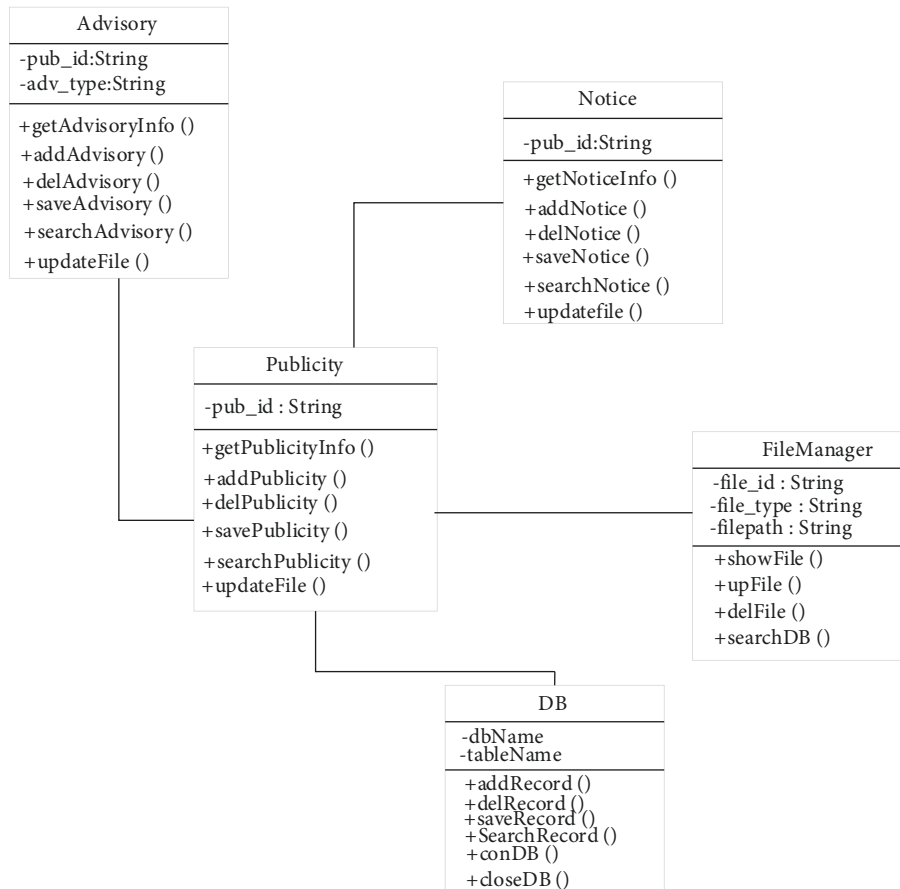 Advisory
-pub_id:String
-adv_type:String
+getAdvisoryInfo ()
+addAdvisory ()
+delAdvisory ()
+saveAdvisory ()
+searchAdvisory ()
+updateFile ()
Notice
-pub_id:String
+getNoticeInfo ()
+addNotice ()
+delNotice ()
+saveNotice ()
+searchNotice ()
+updatefile ()
Publicity
-pub_id : String
+getPublicityInfo ()
+addPublicity ()
+delPublicity ()
+savePublicity ()
+searchPublicity ()
+updateFile ()
FileManager
-file_id : String
-file_type : String
-filepath : String
+showFile ()
+upFile ()
+delFile ()
+searchDB ()
DB
-dbName
-tableName
+addRecord ()
+delRecord ()
+saveRecord ()
+SearchRecord ()
+conDB ()
+closeDB ()